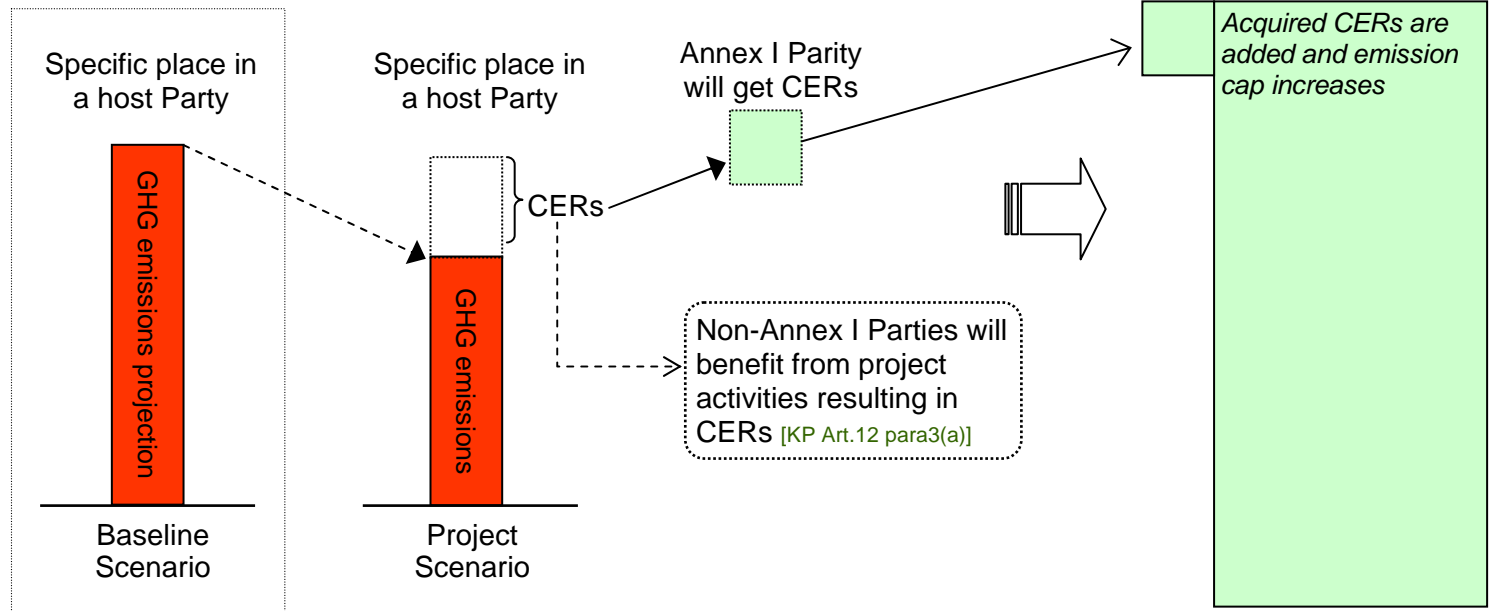 Specific place in
a host Party
GHG emissions projection
Baseline
Scenario
Specific place in
a host Party
CERs
GHG emissions
Project
Scenario
Annex I Parity
will get CERs
Non-Annex I Parties will
benefit from project
activities resulting in
CERs [KP Art.12 para3(a)]
Acquired CERs are
added and emission
cap increases